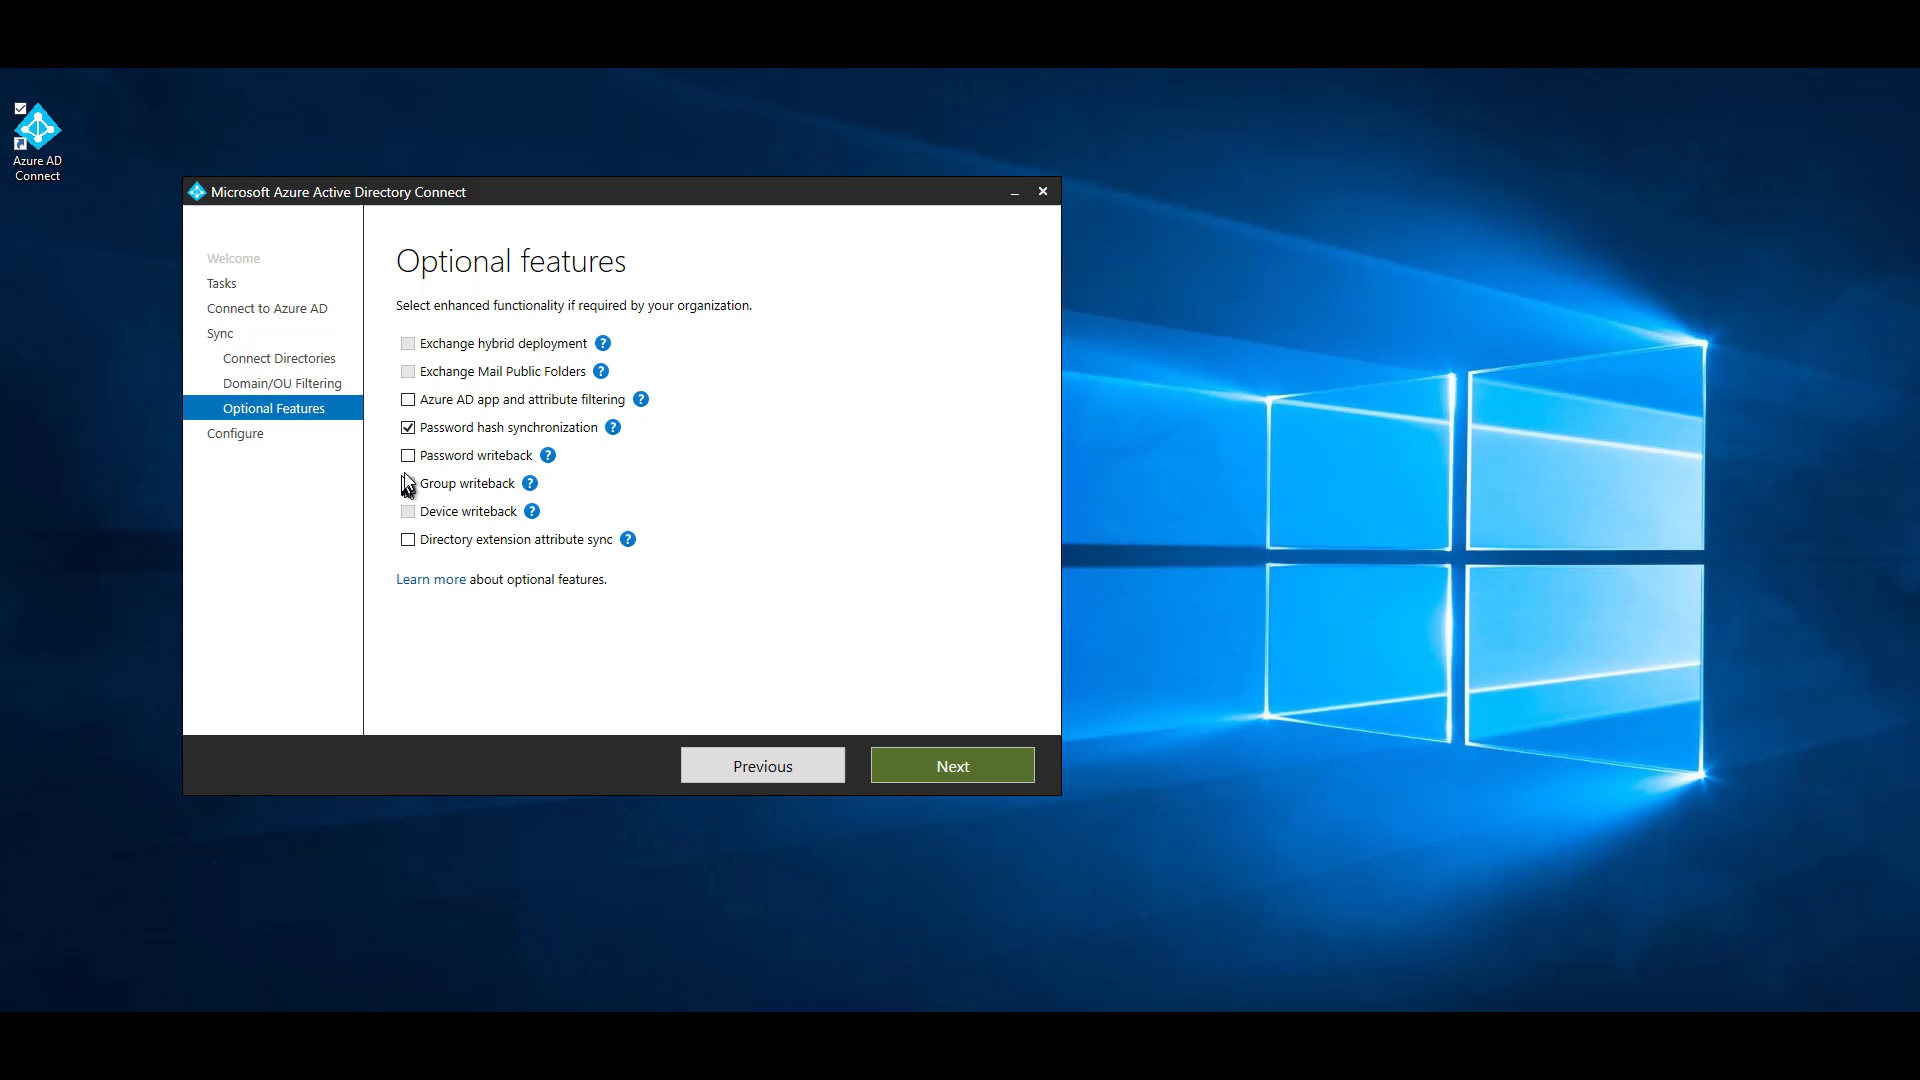 Azure AD
Connect
Microsoft Azure Active Directory Connect
Welcome
Tasks
Connect to Azure AD
Sync
Connect Directories
Domain/OU Filtering
Optional Features
Configure
Optional features
Select enhanced functionality if required by your organization.
Exchange hybrid deployment ?
Exchange Mail Public Folders ?
Azure AD app and attribute filtering ?
Password hash synchronization ?
Password writeback ?
Group writeback ?
Device writeback ?
Directory extension attribute sync ?
Learn more about optional features.
Previous
Next